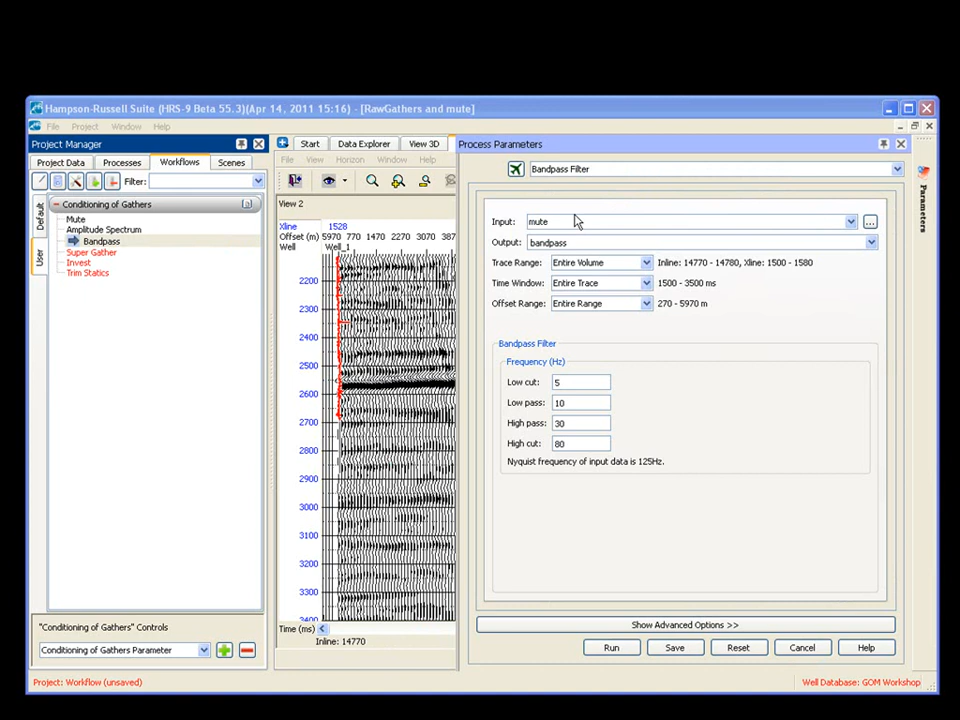 Hampson-Russell Suite (HRS-9 Beta 55.3)(Apr 14, 2011 15:16) - [RawGathers and mute]
File Project Window Help
Project Manager
Project Data Processes Workflows Scenes
Filter:
Default
User
Conditioning of Gathers
Mute
Amplitude Spectrum
Bandpass
Super Gather
Invest
Trim Statics
"Conditioning of Gathers" Controls
Conditioning of Gathers Parameter
Project: Workflow (unsaved)
Start Data Explorer View 3D
File View Horizon Window Help
View 2
Xline 1528
Offset (m) 5970 770 1470 2270 3070 387
Well Well_1
2200
2300
2400
2500
2600
2700
2800
2900
3000
3100
3200
3300
3400
Time (ms)
Inline: 14770
Process Parameters
Bandpass Filter
Input: mute ...
Output: bandpass
Trace Range: Entire Volume Inline: 14770 - 14780, Xline: 1500 - 1580
Time Window: Entire Trace 1500 - 3500 ms
Offset Range: Entire Range 270 - 5970 m
Bandpass Filter
Frequency (Hz)
Low cut: 5
Low pass: 10
High pass: 30
High cut: 80
Nyquist frequency of input data is 125Hz.
Show Advanced Options >>
Run Save Reset Cancel Help
Parameters
Well Database: GOM Workshop